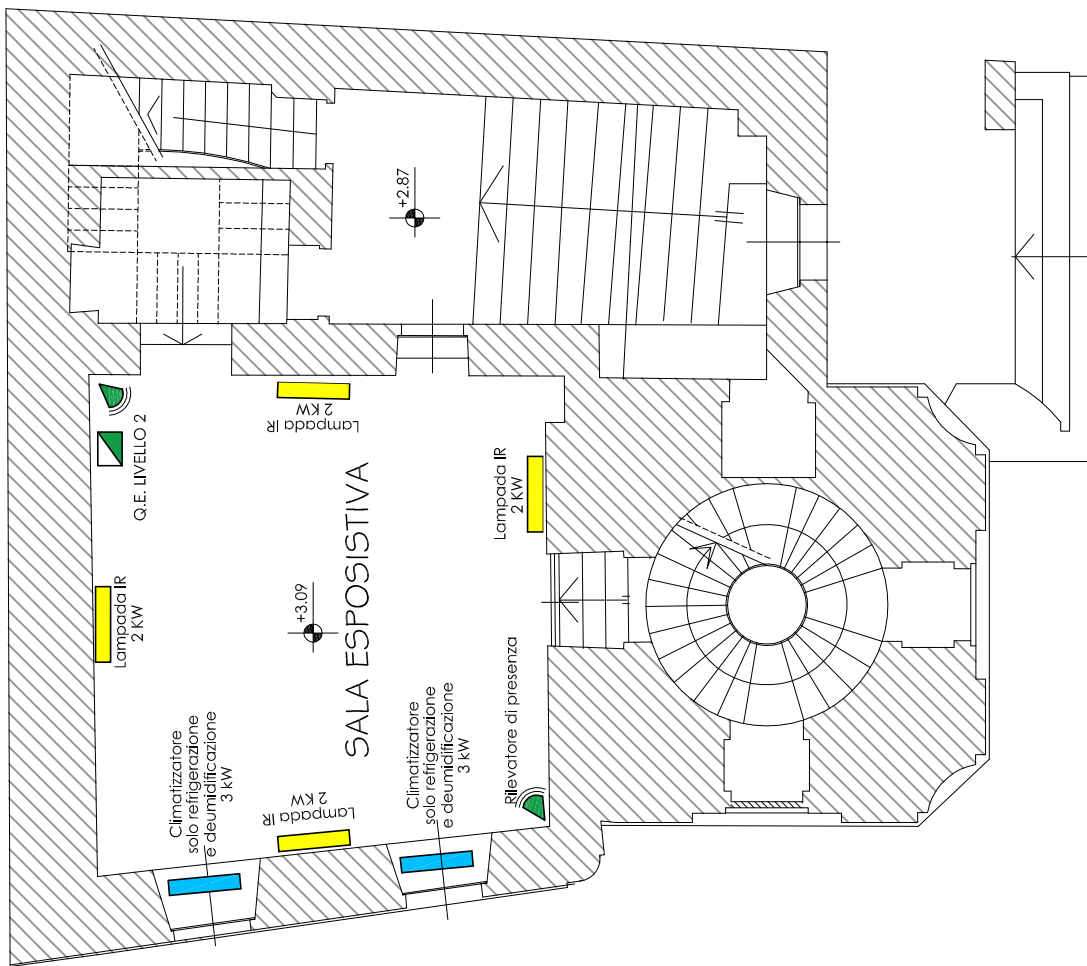 +2.87
Lampada IR
2 KW
Q.E. LIVELLO 2
Lampada IR
2 KW
Lampada IR
2 KW
+3.09
SALA ESPOSISTIVA
Climatizzatore
solo refrigerazione
e deumidificazione
3 kW
Climatizzatore
solo refrigerazione
e deumidificazione
3 kW
Lampada IR
2 KW
Rilevatore di presenza